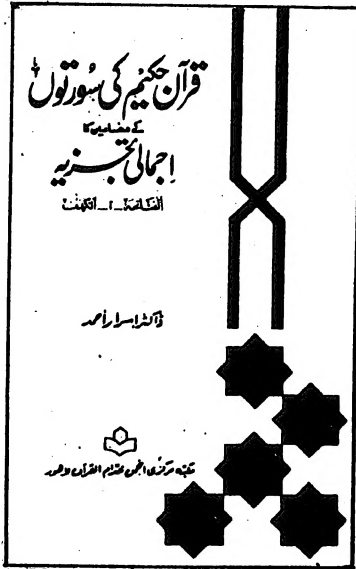 قرآن حکیم کی سورتوں
کے مضامین کا
اجمالی تجزیہ
الفاتحہ ـ تا ـ الکہف
ڈاکٹر اسرار احمد
مکتبہ مرکزی انجمن خدام القرآن لاہور